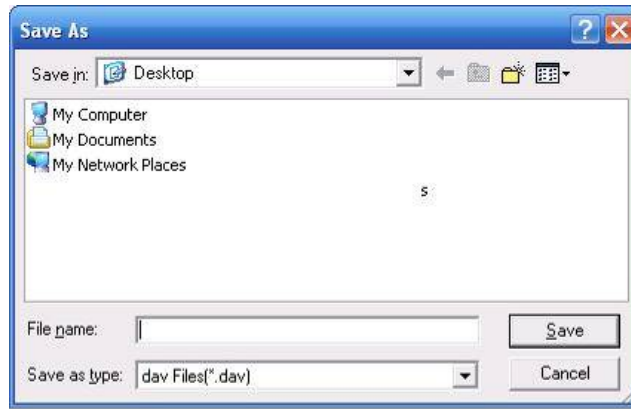 Save As
Save in: Desktop
My Computer
My Documents
My Network Places
s
File name:
Save
Save as type: dav Files(*.dav)
Cancel